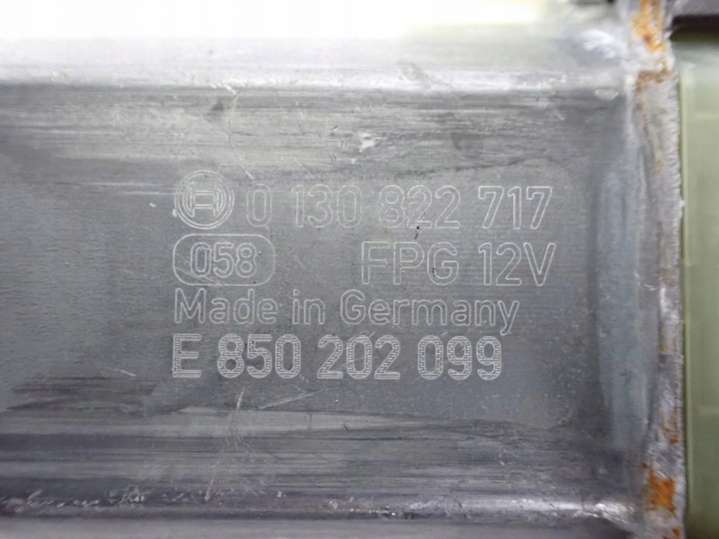 0 130 822 717
058 FPG 12V
Made in Germany
E 850 202 099